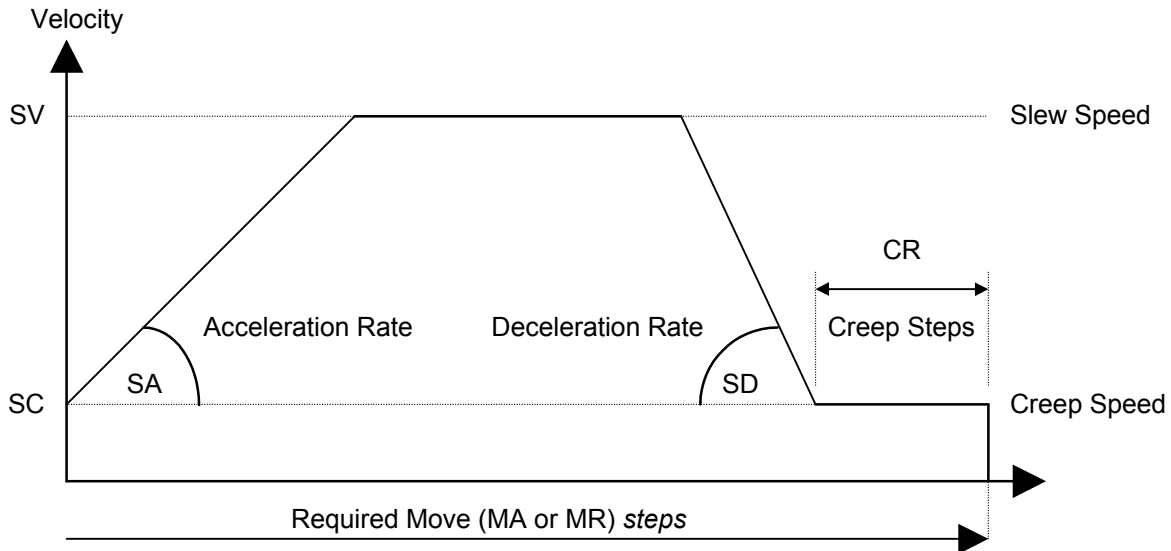 Velocity
SV
Slew Speed
CR
Acceleration Rate
Deceleration Rate
Creep Steps
SA
SD
SC
Creep Speed
Required Move (MA or MR) steps